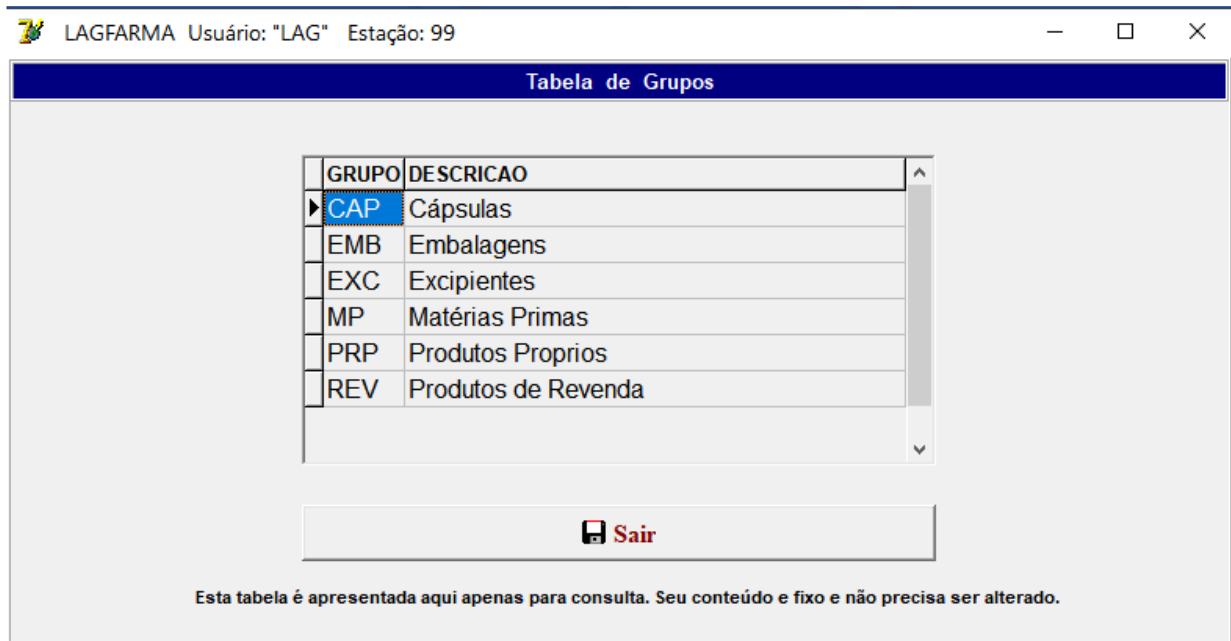 LAGFARMA Usuário: "LAG" Estação: 99
Tabela de Grupos
GRUPO DESCRICAO
CAP Cápsulas
EMB Embalagens
EXC Excipientes
MP Matérias Primas
PRP Produtos Proprios
REV Produtos de Revenda
Sair
Esta tabela é apresentada aqui apenas para consulta. Seu conteúdo e fixo e não precisa ser alterado.